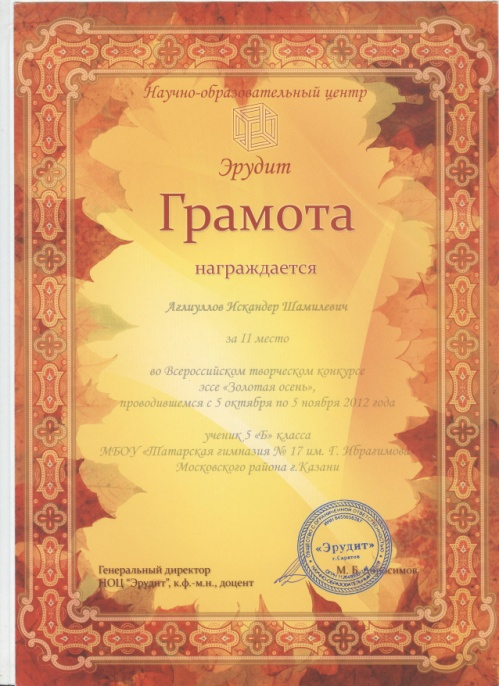 Научно-образовательный центр
Эрудит
Грамота
награждается
Аглиуллов Искандер Шамилевич
за II место
во Всероссийском творческом конкурсе
эссе «Золотая осень»,
проводившемся с 5 октября по 5 ноября 2012 года
ученик 5 «Б» класса
МБОУ «Татарская гимназия № 17 им. Г. Ибрагимова»
Московского района г.Казани
«Эрудит»
г.Саратов
Генеральный директор
НОЦ "Эрудит", к.ф.-м.н., доцент
М. Б.